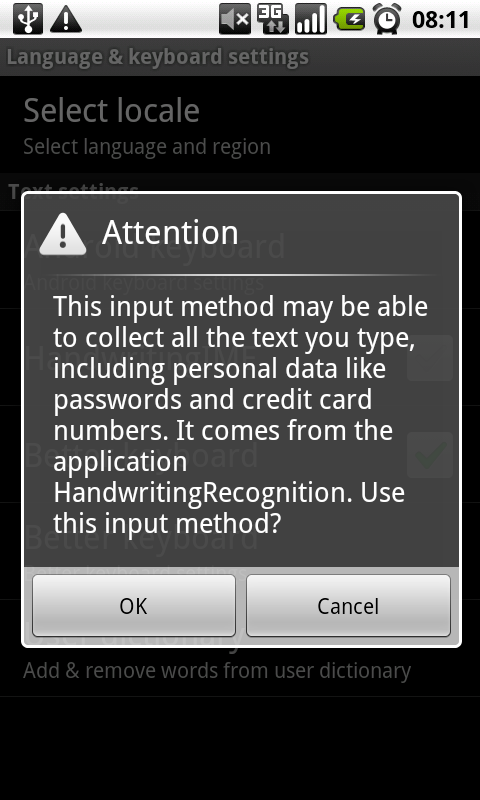 3G
08:11
Language & keyboard settings
Select locale
Select language and region
Text settings
Android keyboard
Android keyboard settings
Attention
This input method may be able
to collect all the text you type,
including personal data like
passwords and credit card
numbers. It comes from the
application
HandwritingRecognition. Use
this input method?
HandwritingIME
Better keyboard
Better keyboard
Better keyboard settings
OK
Cancel
User dictionary
Add & remove words from user dictionary